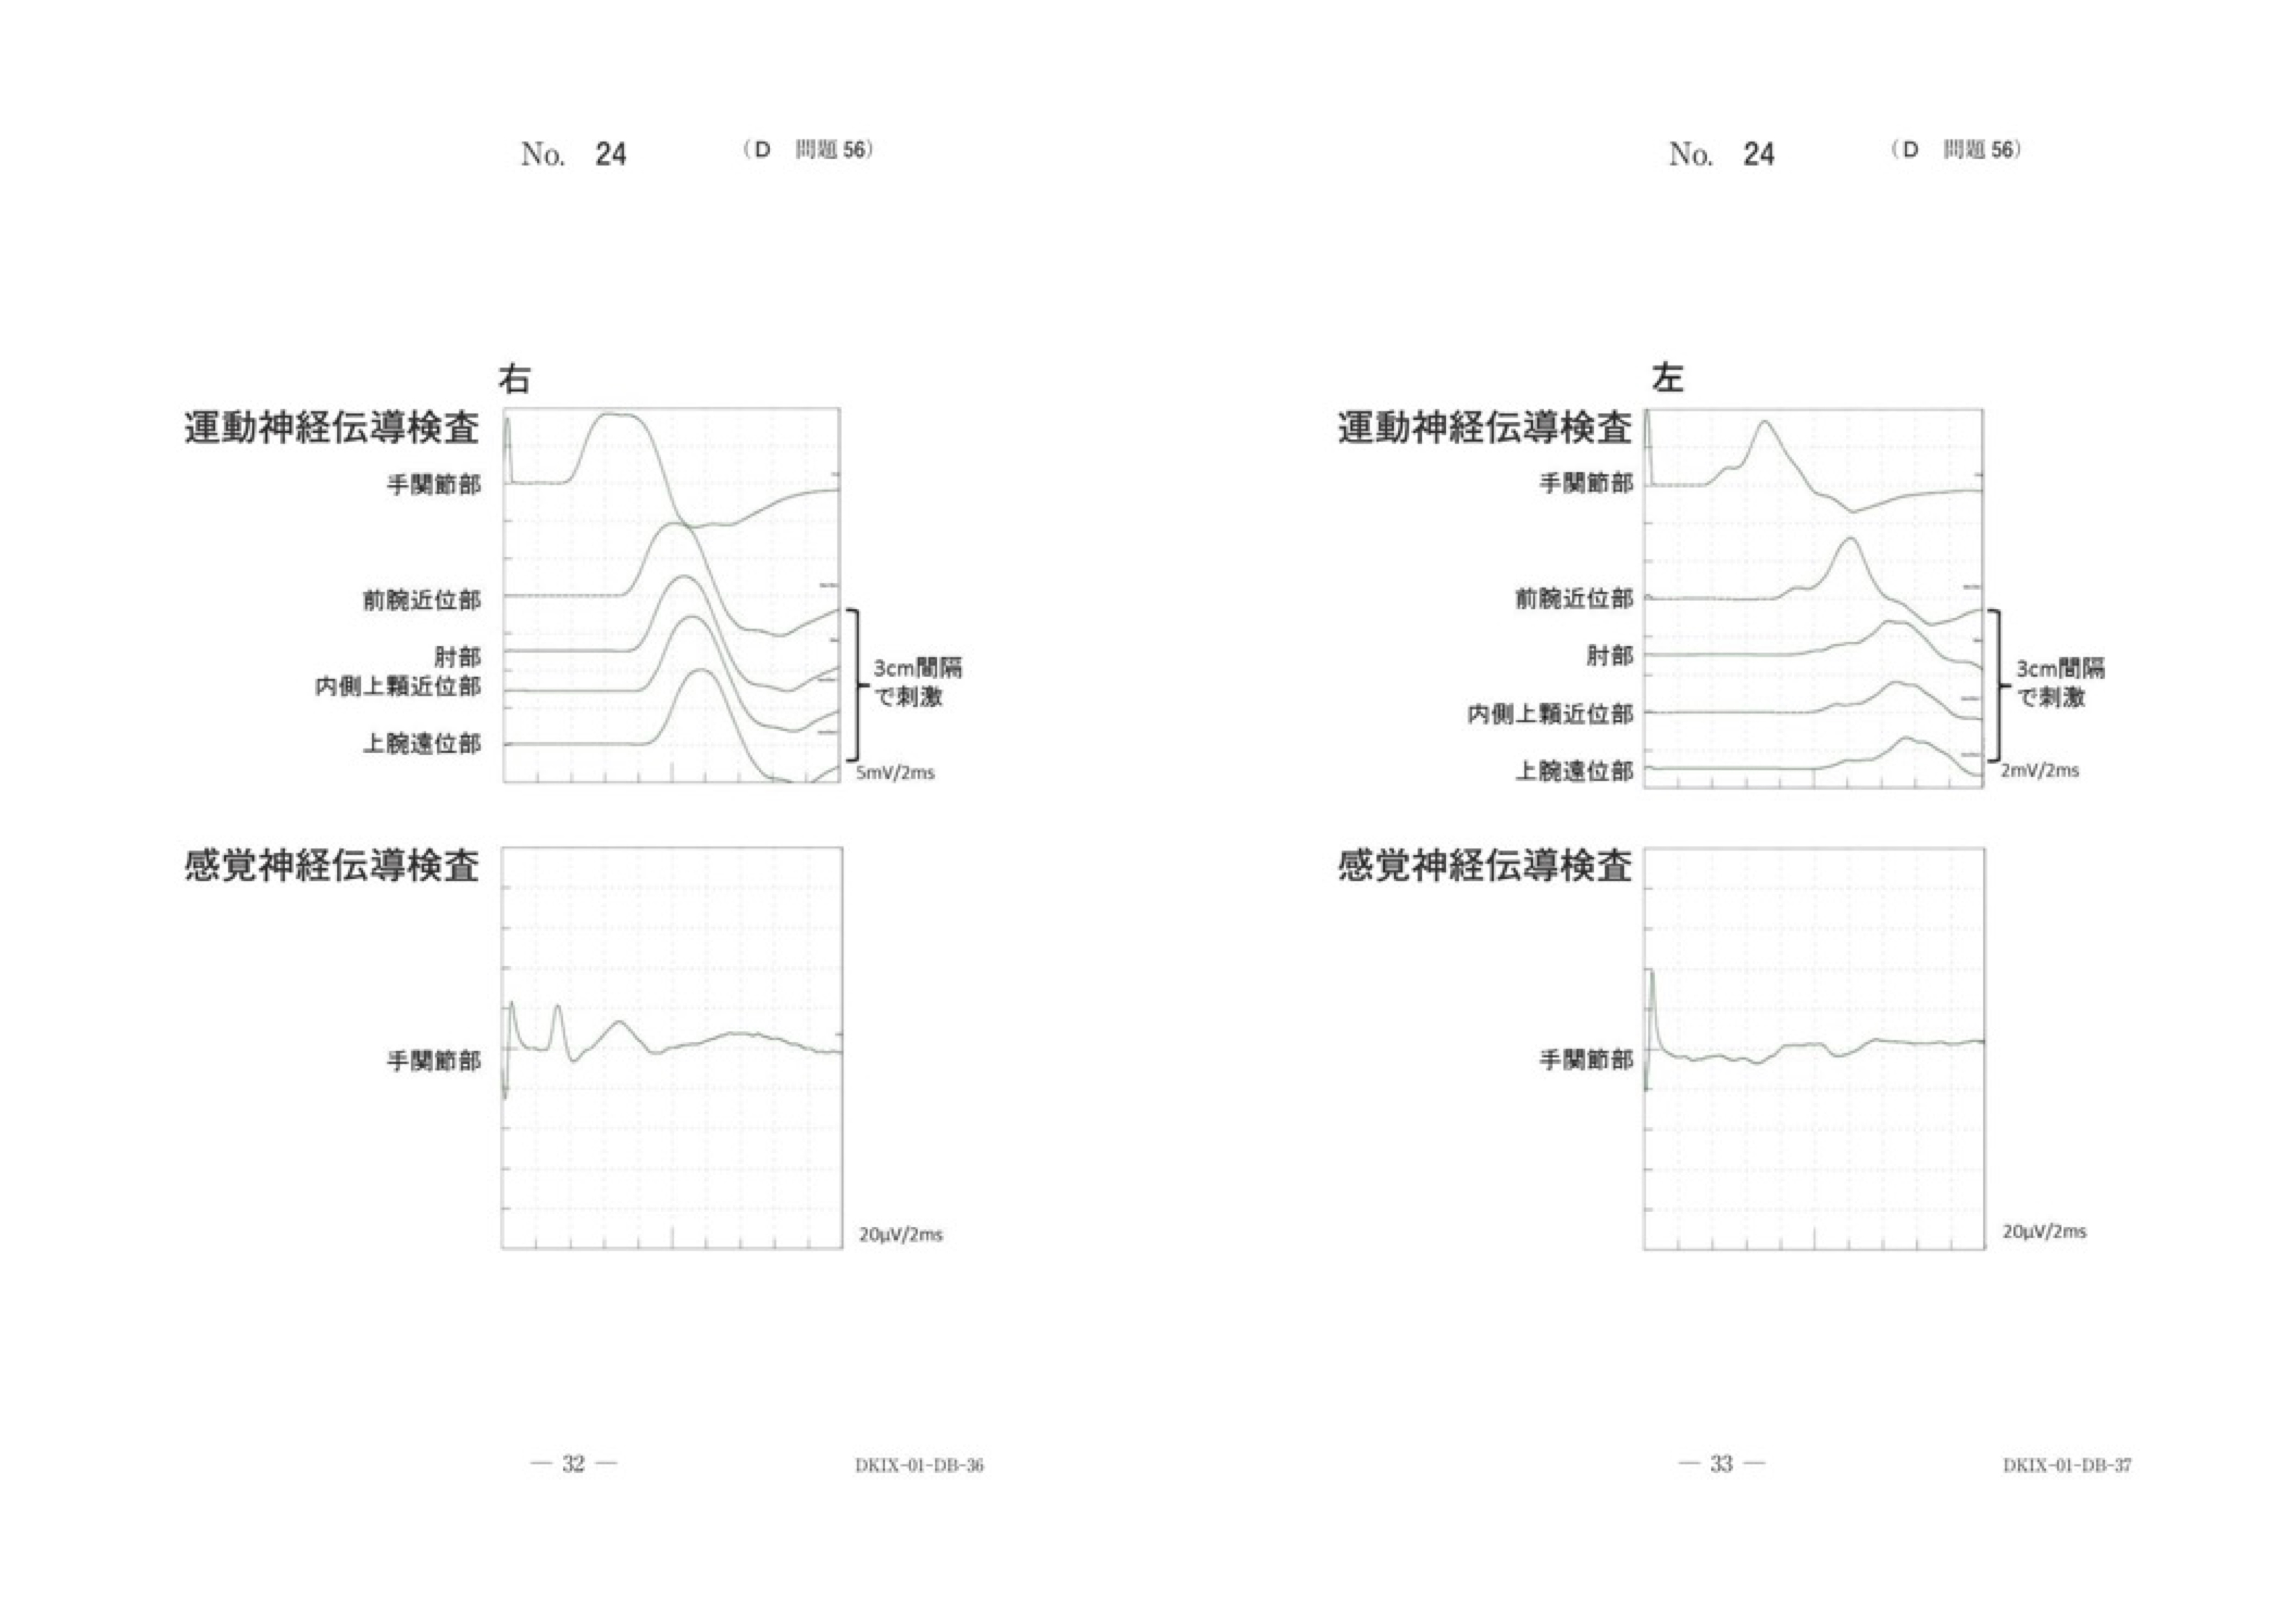 No. 24 (D 問題 56)
右
運動神経伝導検査
手関節部
前腕近位部
肘部
内側上顆近位部
上腕遠位部
3cm間隔
で刺激
5mV/2ms
感覚神経伝導検査
手関節部
20μV/2ms
— 32 —
DKIX-01-DB-36
No. 24 (D 問題 56)
左
運動神経伝導検査
手関節部
前腕近位部
肘部
内側上顆近位部
上腕遠位部
3cm間隔
で刺激
2mV/2ms
感覚神経伝導検査
手関節部
20μV/2ms
— 33 —
DKIX-01-DB-37